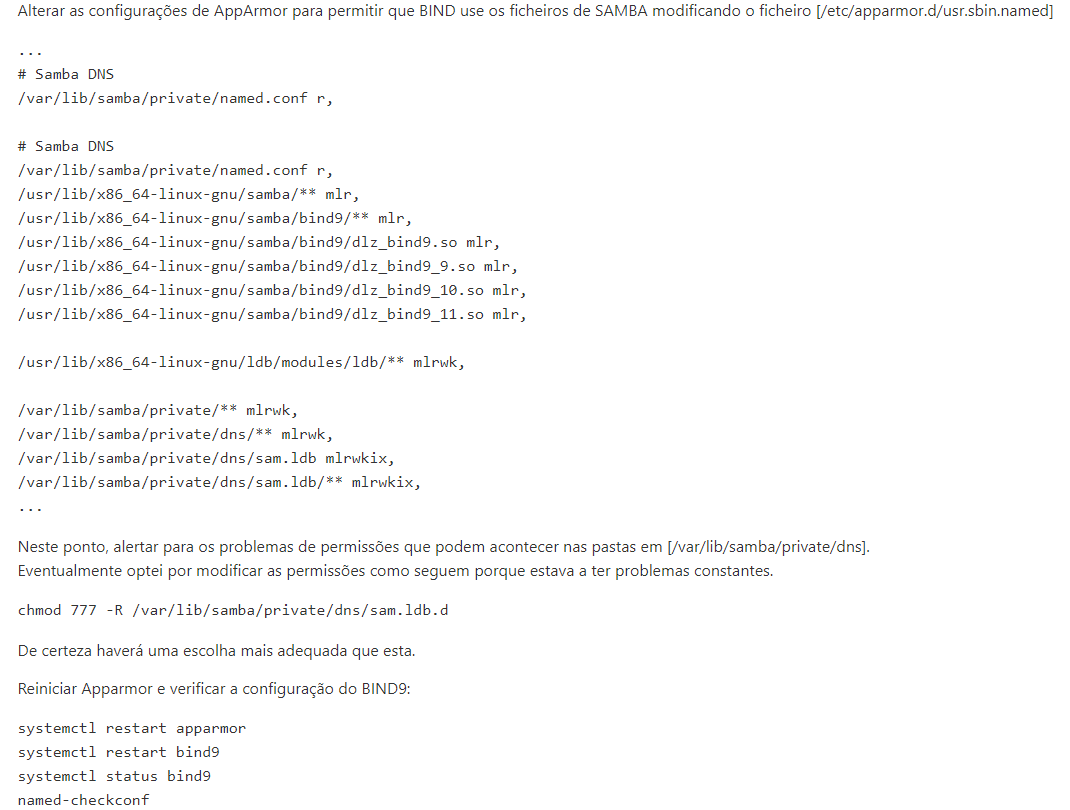 Alterar as configurações de AppArmor para permitir que BIND use os ficheiros de SAMBA modificando o ficheiro [/etc/apparmor.d/usr.sbin.named]
...
# Samba DNS
/var/lib/samba/private/named.conf r,
# Samba DNS
/var/lib/samba/private/named.conf r,
/usr/lib/x86_64-linux-gnu/samba/** mlr,
/usr/lib/x86_64-linux-gnu/samba/bind9/** mlr,
/usr/lib/x86_64-linux-gnu/samba/bind9/dlz_bind9.so mlr,
/usr/lib/x86_64-linux-gnu/samba/bind9/dlz_bind9_9.so mlr,
/usr/lib/x86_64-linux-gnu/samba/bind9/dlz_bind9_10.so mlr,
/usr/lib/x86_64-linux-gnu/samba/bind9/dlz_bind9_11.so mlr,
/usr/lib/x86_64-linux-gnu/ldb/modules/ldb/** mlrwk,
/var/lib/samba/private/** mlrwk,
/var/lib/samba/private/dns/** mlrwk,
/var/lib/samba/private/dns/sam.ldb mlrwkix,
/var/lib/samba/private/dns/sam.ldb/** mlrwkix,
...
Neste ponto, alertar para os problemas de permissões que podem acontecer nas pastas em [/var/lib/samba/private/dns].
Eventualmente optei por modificar as permissões como seguem porque estava a ter problemas constantes.
chmod 777 -R /var/lib/samba/private/dns/sam.ldb.d
De certeza haverá uma escolha mais adequada que esta.
Reiniciar Apparmor e verificar a configuração do BIND9:
systemctl restart apparmor
systemctl restart bind9
systemctl status bind9
named-checkconf